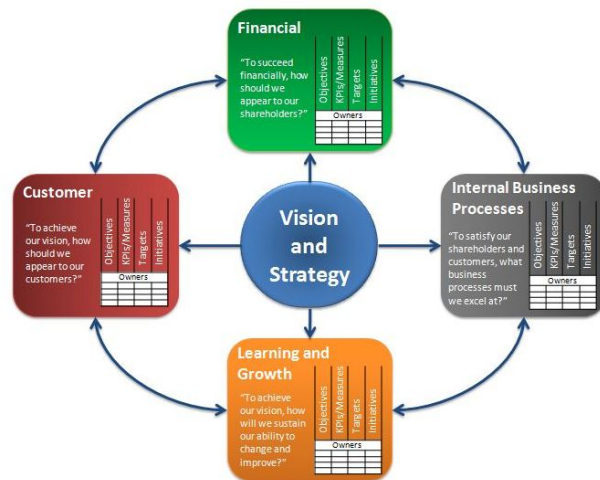 Financial
"To succeed
financially, how
should we
appear to our
shareholders?"
Objectives
KPIs/Measures
Targets
Initiatives
Owners
Customer
"To achieve
our vision, how
should we
appear to our
customers?"
Objectives
KPIs/Measures
Targets
Initiatives
Owners
Vision
and
Strategy
Internal Business
Processes
"To satisfy our
shareholders and
customers, what
business
processes must
we excel at?"
Objectives
KPIs/Measures
Targets
Initiatives
Owners
Learning and
Growth
"To achieve
our vision, how
will we sustain
our ability to
change and
improve?"
Objectives
KPIs/Measures
Targets
Initiatives
Owners